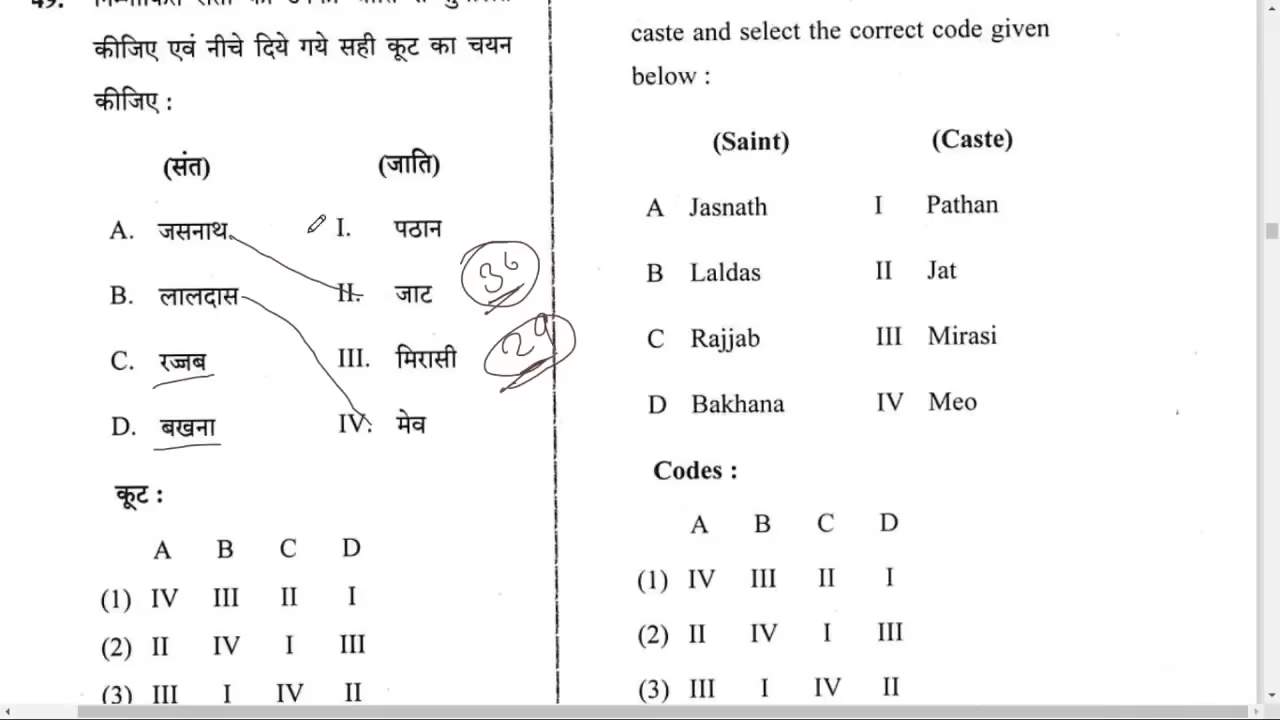 49.
कीजिए एवं नीचे दिये गये सही कूट का चयन
कीजिए :
(संत) (जाति)
A. जसनाथ I. पठान
B. लालदास II. जाट
C. रज्जब III. मिरासी
D. बखना IV. मेव
36
29
कूट :
A B C D
(1) IV III II I
(2) II IV I III
(3) III I IV II
caste and select the correct code given
below :
(Saint) (Caste)
A Jasnath I Pathan
B Laldas II Jat
C Rajjab III Mirasi
D Bakhana IV Meo
Codes :
A B C D
(1) IV III II I
(2) II IV I III
(3) III I IV II